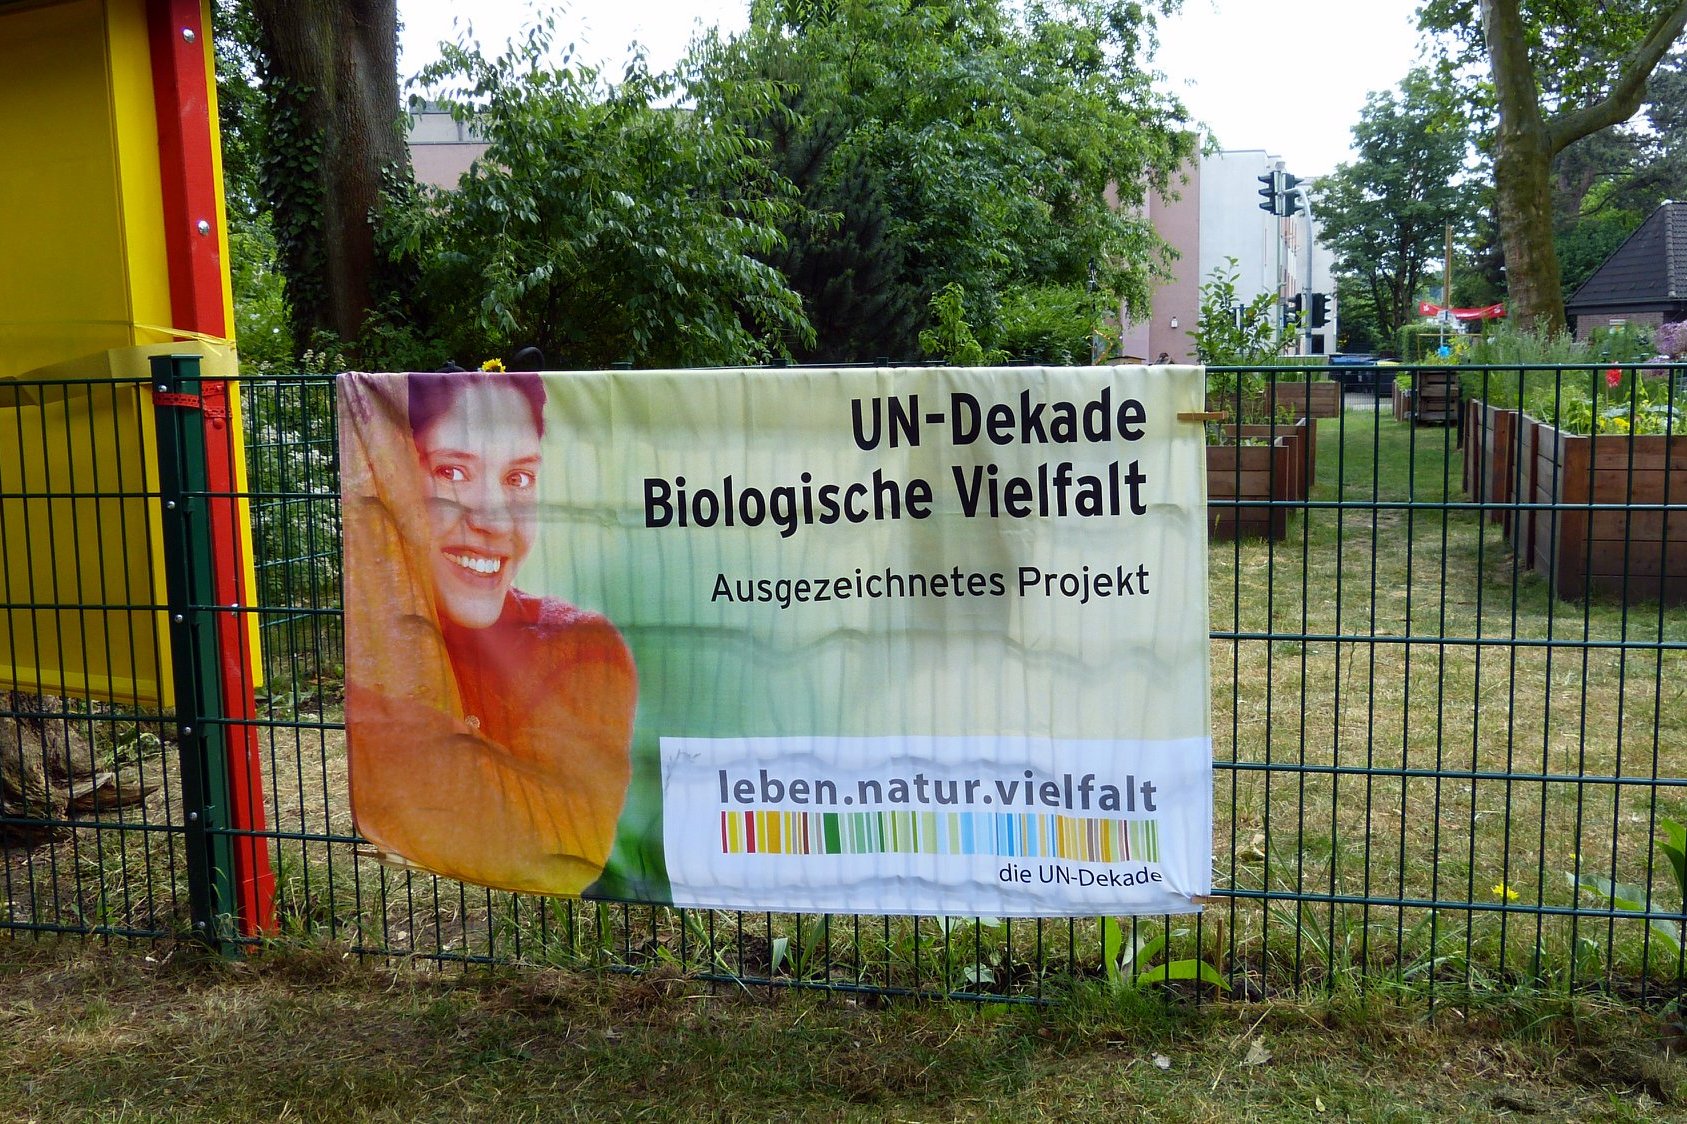 UN-Dekade
Biologische Vielfalt
Ausgezeichnetes Projekt
leben.natur.vielfalt
die UN-Dekade